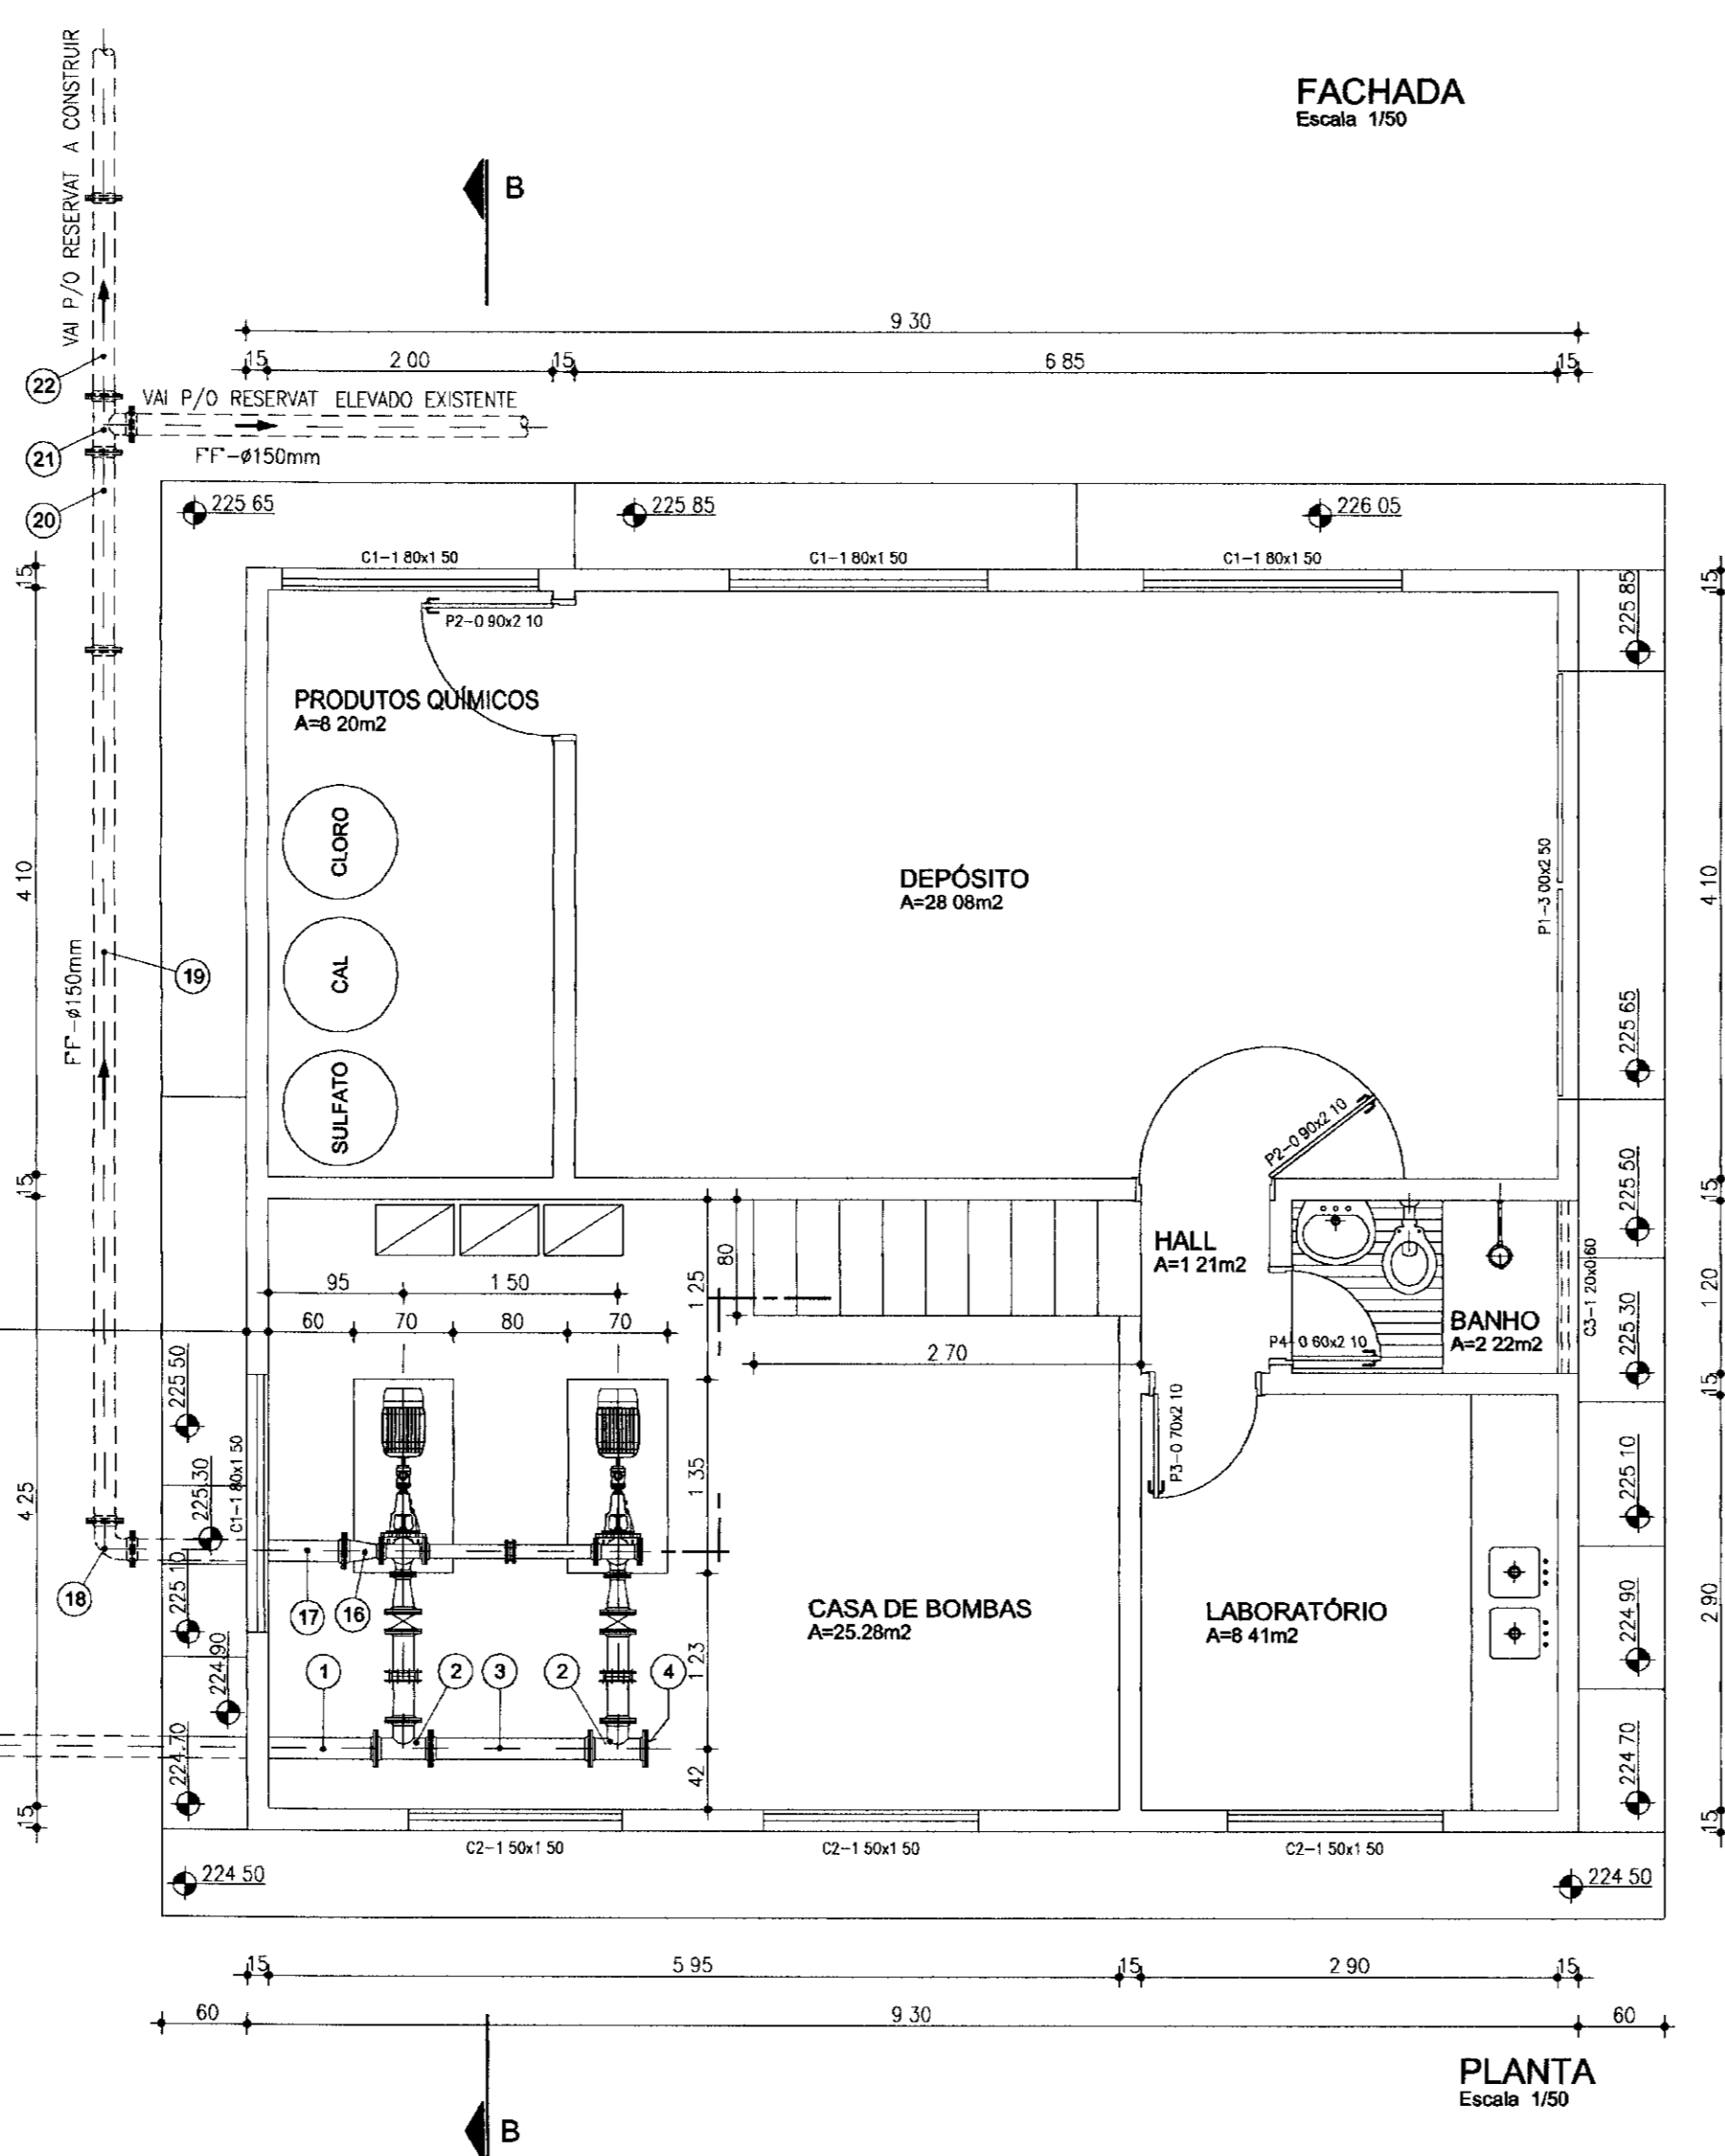 FACHADA
Escala 1/50
VAI P/O RESERVAT A CONSTRUIR
B
9 30
15
2 00
15
6 85
15
22
VAI P/O RESERVAT ELEVADO EXISTENTE
21
FF-ø150mm
20
225 65
225 85
226 05
C1-1 80x1 50
C1-1 80x1 50
C1-1 80x1 50
15
15
225 85
P2-0 90x2 10
PRODUTOS QUÍMICOS
A=8 20m2
CLORO
DEPÓSITO
A=28 08m2
4 10
4 10
P1-3 00x2 50
CAL
FF-ø150mm
19
225 65
SULFATO
P2-0 90x2 10
15
15
225 50
80
1 25
HALL
A=1 21m2
95
1 50
C3-1 20x0 60
1 20
60
70
80
70
225.30
BANHO
A=2 22m2
P4-0 60x2 10
2 70
225 50
15
P3-0 70x2 10
C1-1 80x1 50
1 35
225.30
225 10
4 25
225 10
18
17
16
CASA DE BOMBAS
A=25.28m2
LABORATÓRIO
A=8 41m2
224 90
2 90
1 23
224.90
1
2
3
2
4
224.70
224 70
42
15
15
C2-1 50x1 50
C2-1 50x1 50
C2-1 50x1 50
224 50
224 50
15
5 95
15
2 90
15
60
9 30
60
PLANTA
Escala 1/50
B